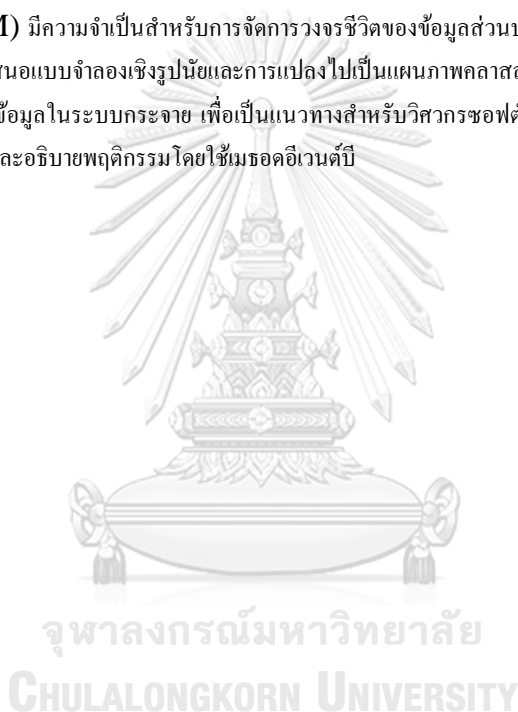 M) มีความจำเป็นสำหรับการจัดการวงจรชีวิตของข้อมูลส่วนบ
สนอแบบจำลองเชิงรูปนัยและการแปลงไปเป็นแผนภาพคลาสส
ข้อมูลในระบบกระจาย เพื่อเป็นแนวทางสำหรับวิศวกรซอฟต์
ละอธิบายพฤติกรรมโดยใช้เมธอดอีเวนต์บี
จุฬาลงกรณ์มหาวิทยาลัย
CHULALONGKORN UNIVERSITY